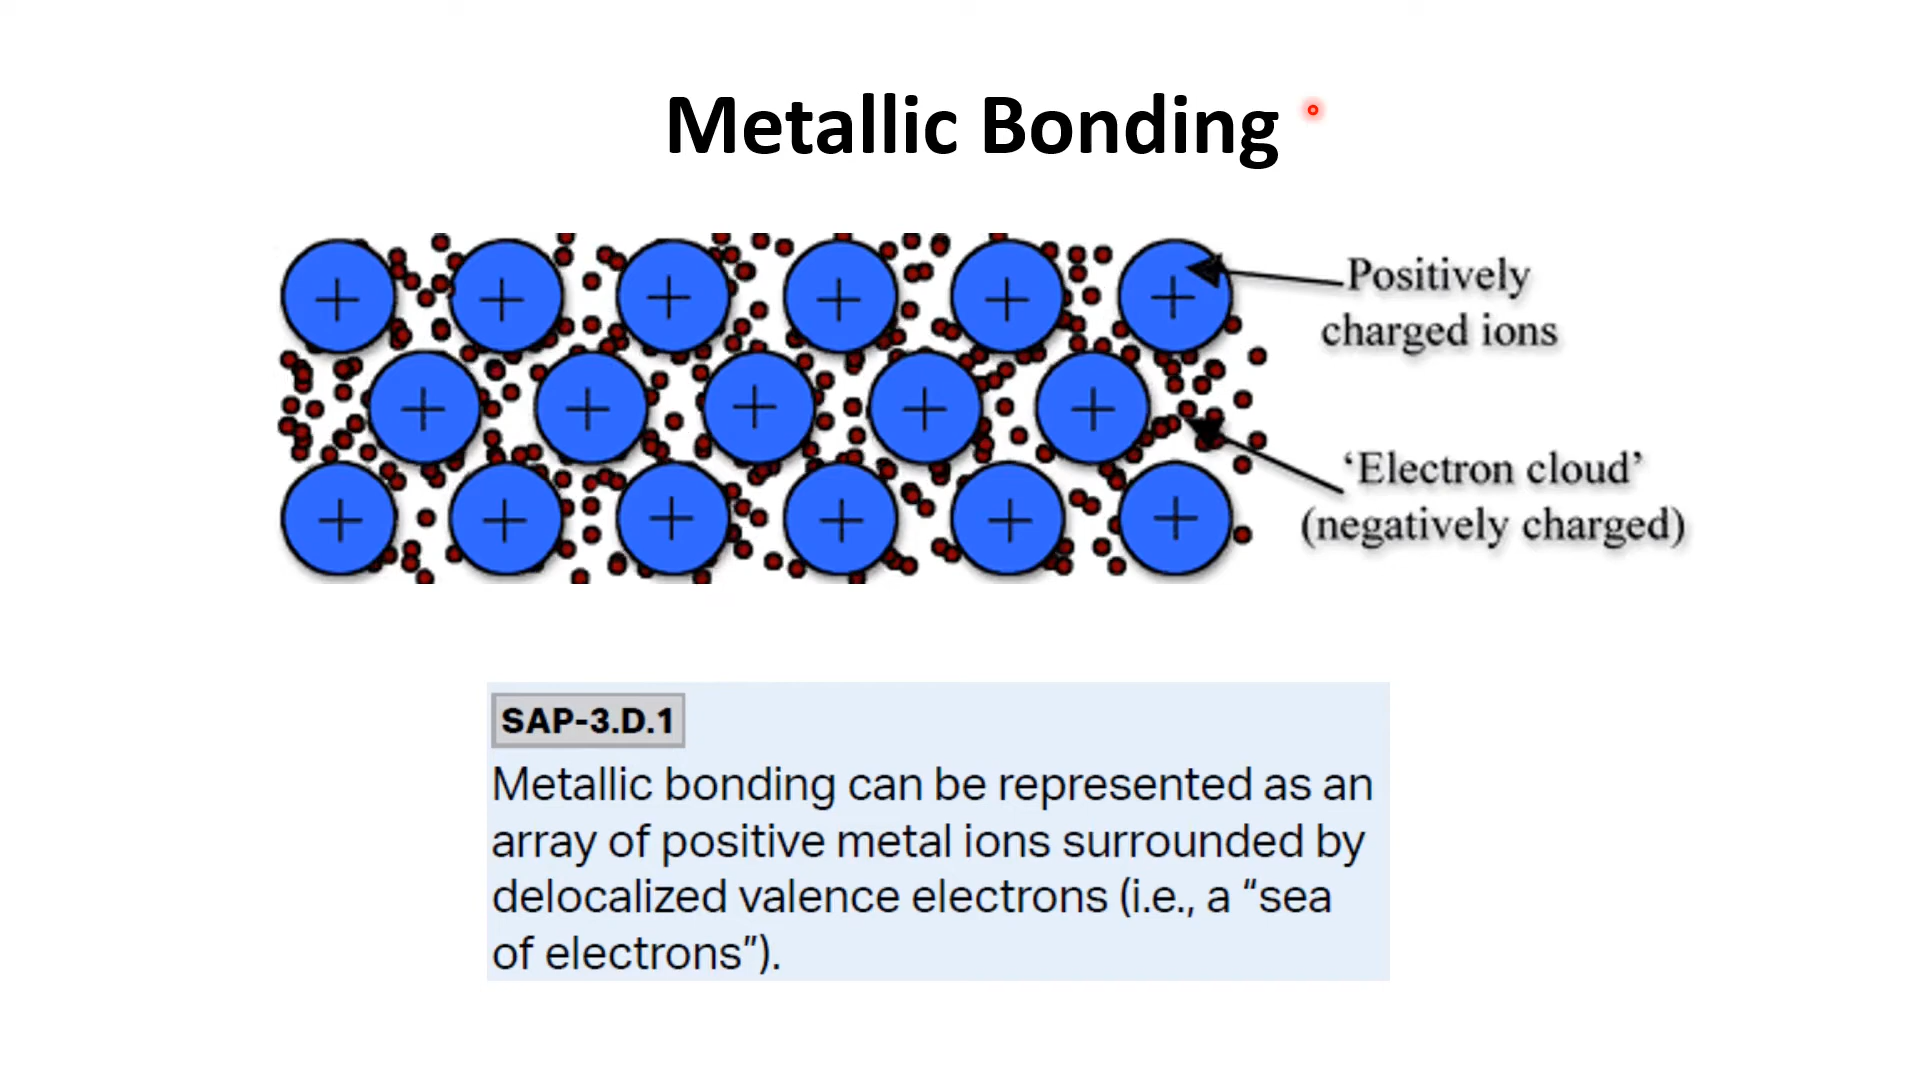 Metallic Bonding
+ + + + + +
Positively
charged ions
+ + + + +
‘Electron cloud’
(negatively charged)
+ + + + + +
SAP-3.D.1
Metallic bonding can be represented as an
array of positive metal ions surrounded by
delocalized valence electrons (i.e., a “sea
of electrons”).